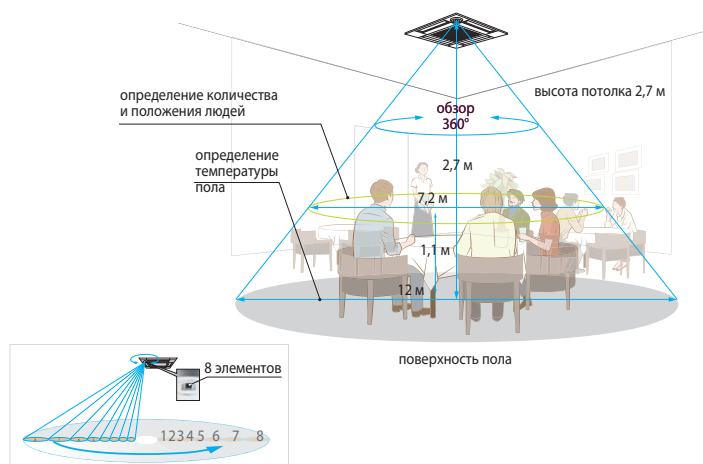 определение количества
и положения людей
определение
температуры
пола
обзор
360°
высота потолка 2,7 м
2,7 м
7,2 м
1,1 м
12 м
поверхность пола
8 элементов
1 2 3 4 5 6 7 8